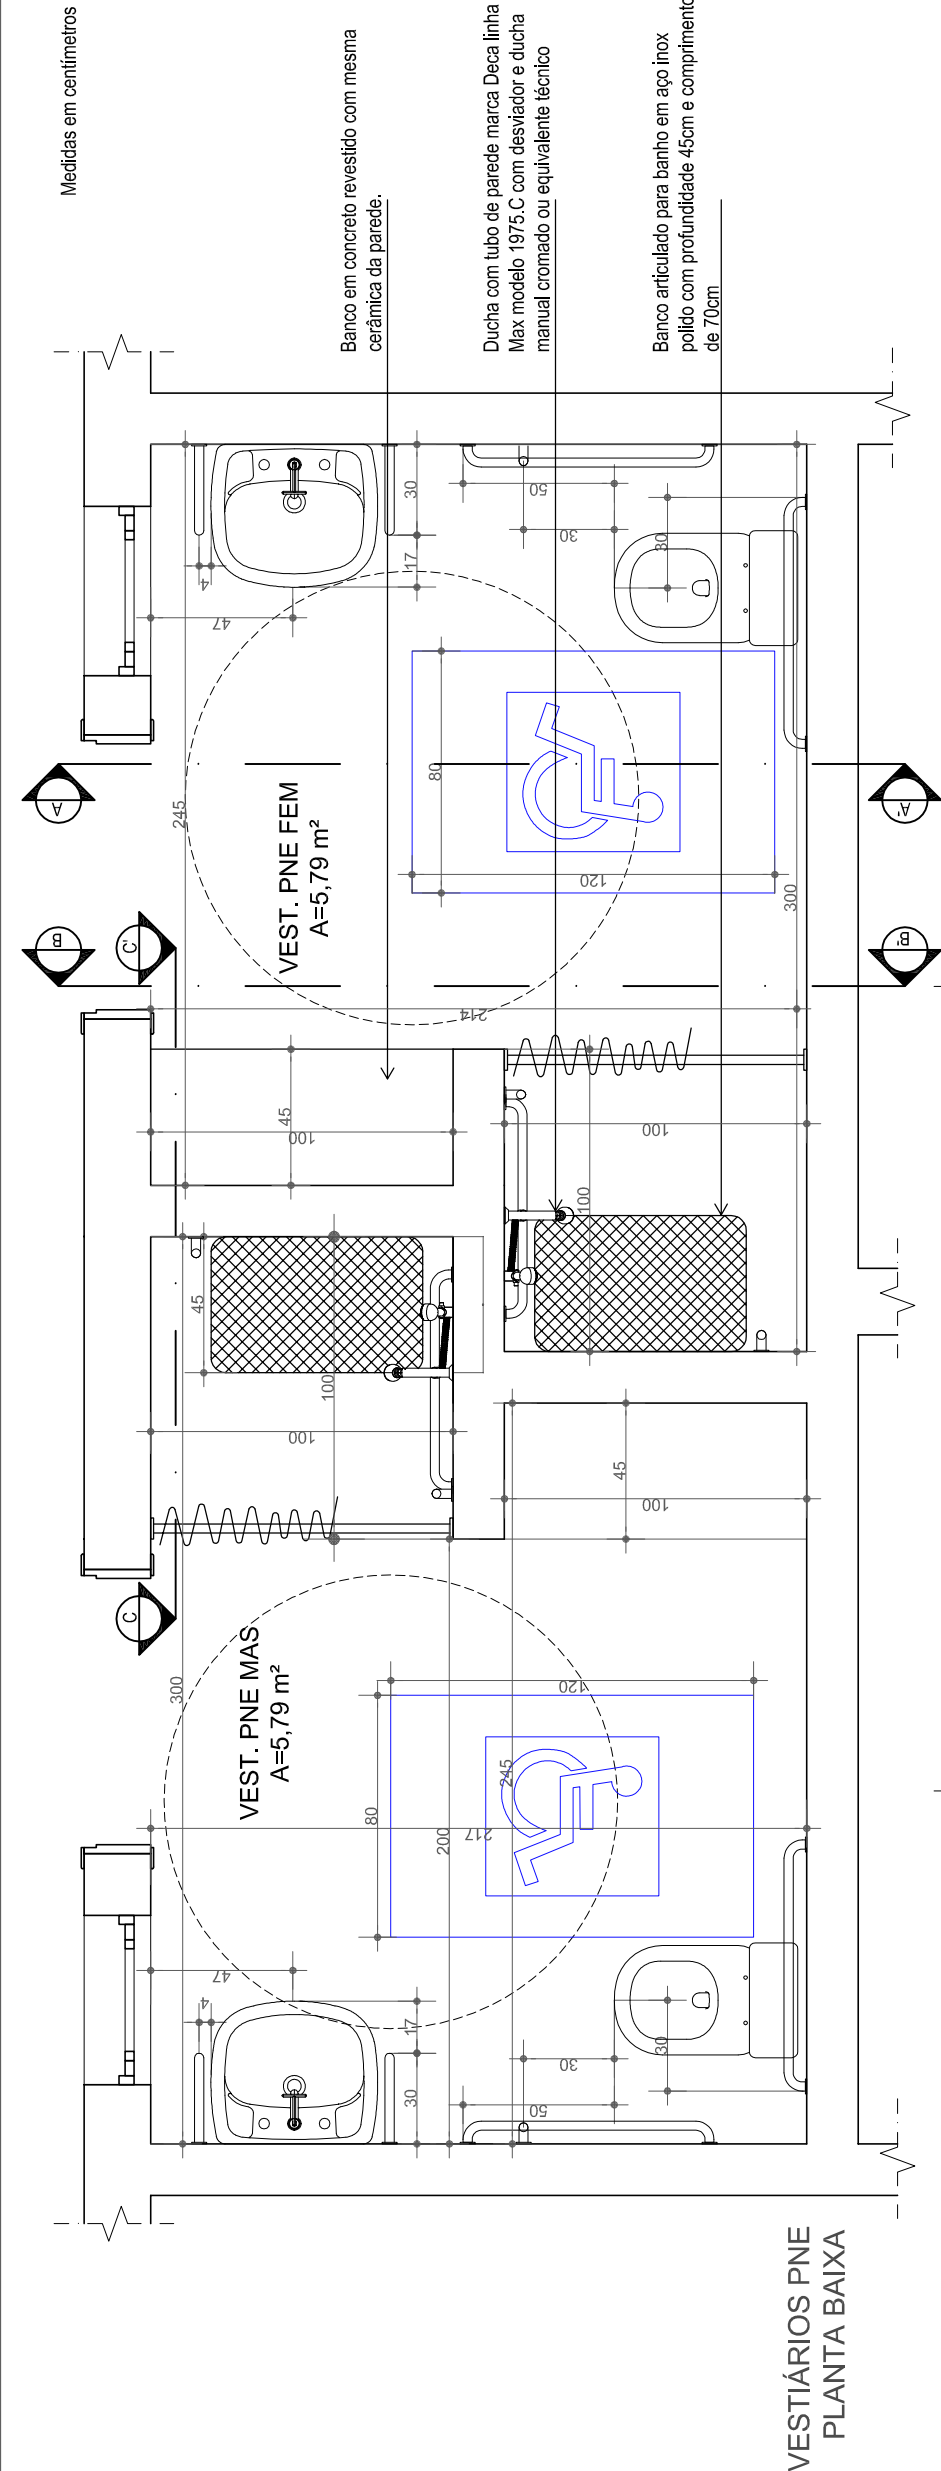 Medidas em centímetros
Banco em concreto revestido com mesma
cerâmica da parede.
Ducha com tubo de parede marca Deca linha
Max modelo 1975.C com desviador e ducha
manual cromado ou equivalente técnico
Banco articulado para banho em aço inox
polido com profundidade 45cm e comprimento
de 70cm
A
B
C'
A'
B'
C
VEST. PNE FEM
A=5,79 m²
245
47
4
30
17
50
30
30
80
120
300
214
45
100
100
100
VEST. PNE MAS
A=5,79 m²
45
100
100
300
45
100
80
120
245
217
200
47
4
17
30
30
50
30
VESTIÁRIOS PNE
PLANTA BAIXA